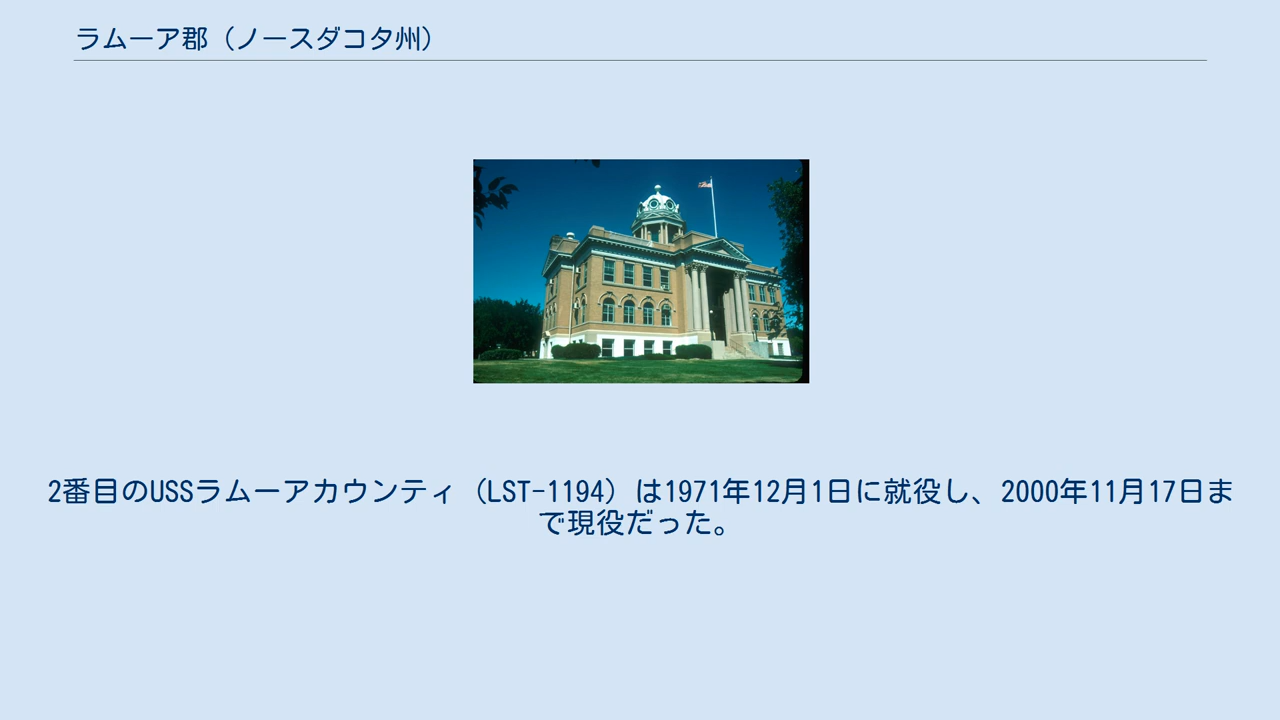 ラムーア郡（ノースダコタ州）
2番目のUSSラムーアカウンティ（LST-1194）は1971年12月1日に就役し、2000年11月17日ま
で現役だった。